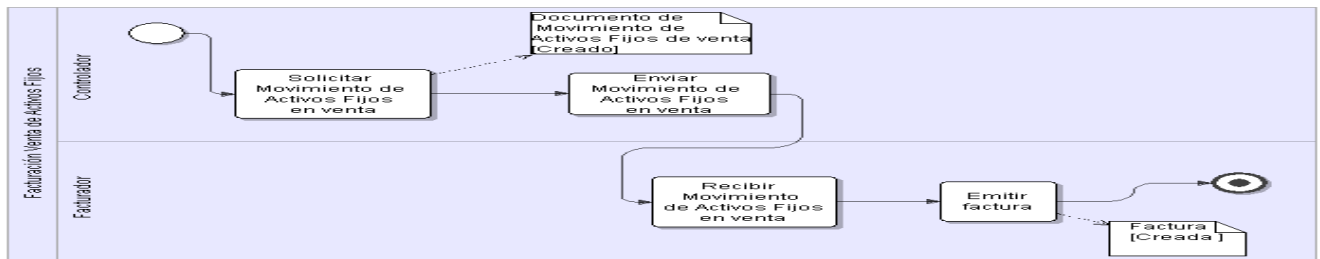 Facturación Venta de Activos Fijos
Controlador
Documento de
Movimiento de
Activos Fijos de venta
[Creado]
Solicitar
Movimiento de
Activos Fijos
en venta
Enviar
Movimiento de
Activos Fijos
en venta
Facturador
Recibir
Movimiento
de Activos Fijos
en venta
Emitir
factura
Factura
[Creada ]